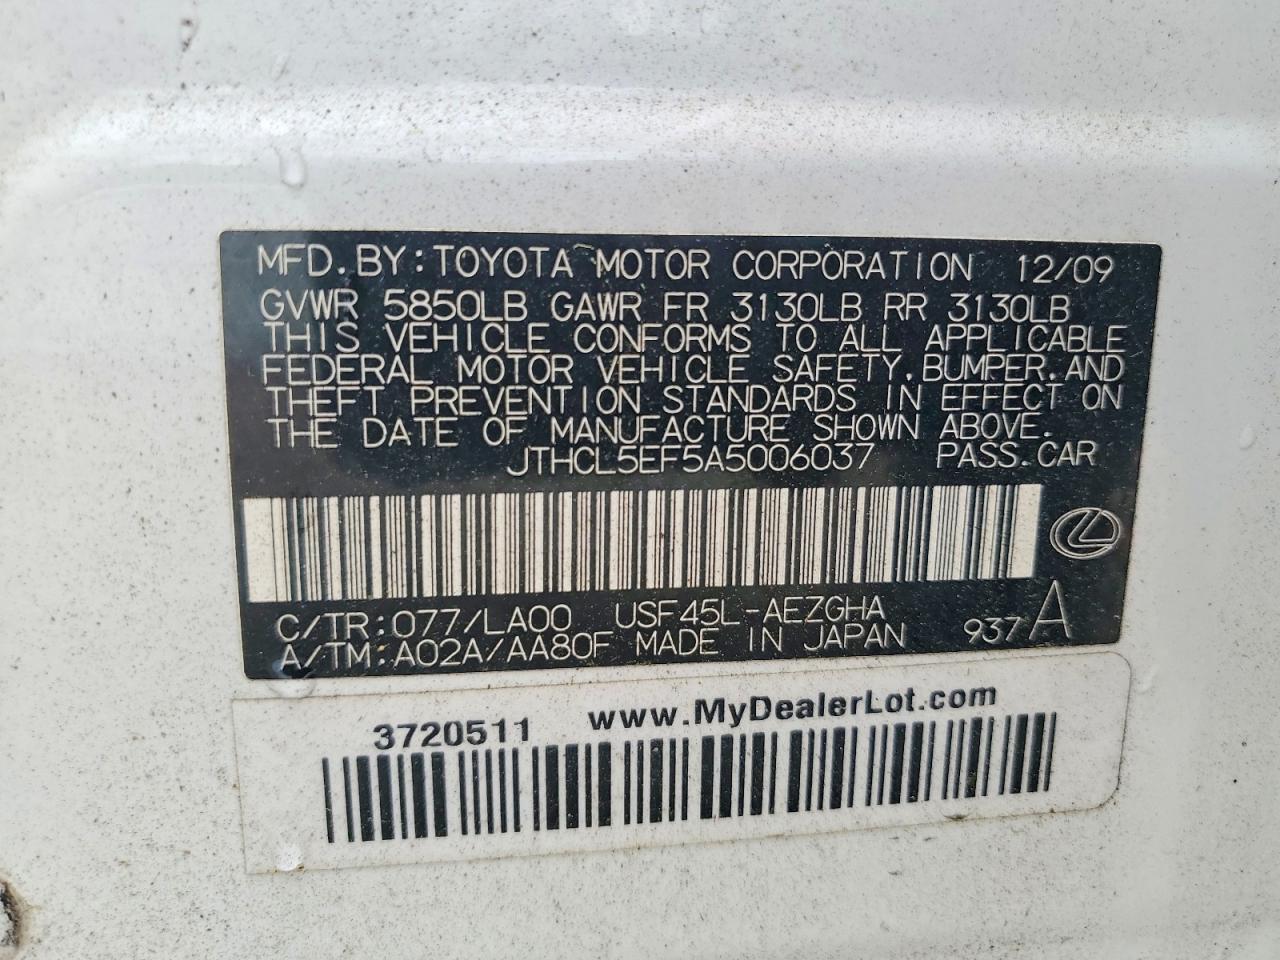 MFD. BY: TOYOTA MOTOR CORPORATION 12/09
GVWR 5850LB GAWR FR 3130LB RR 3130LB
THIS VEHICLE CONFORMS TO ALL APPLICABLE
FEDERAL MOTOR VEHICLE SAFETY, BUMPER, AND
THEFT PREVENTION STANDARDS IN EFFECT ON
THE DATE OF MANUFACTURE SHOWN ABOVE.
JTHCL5EF5A5006037 PASS. CAR
C/TR: 077/LA00 USF45L-AEZGHA
A/TM: A02A/AA80F MADE IN JAPAN 937 A
3720511 www.MyDealerLot.com